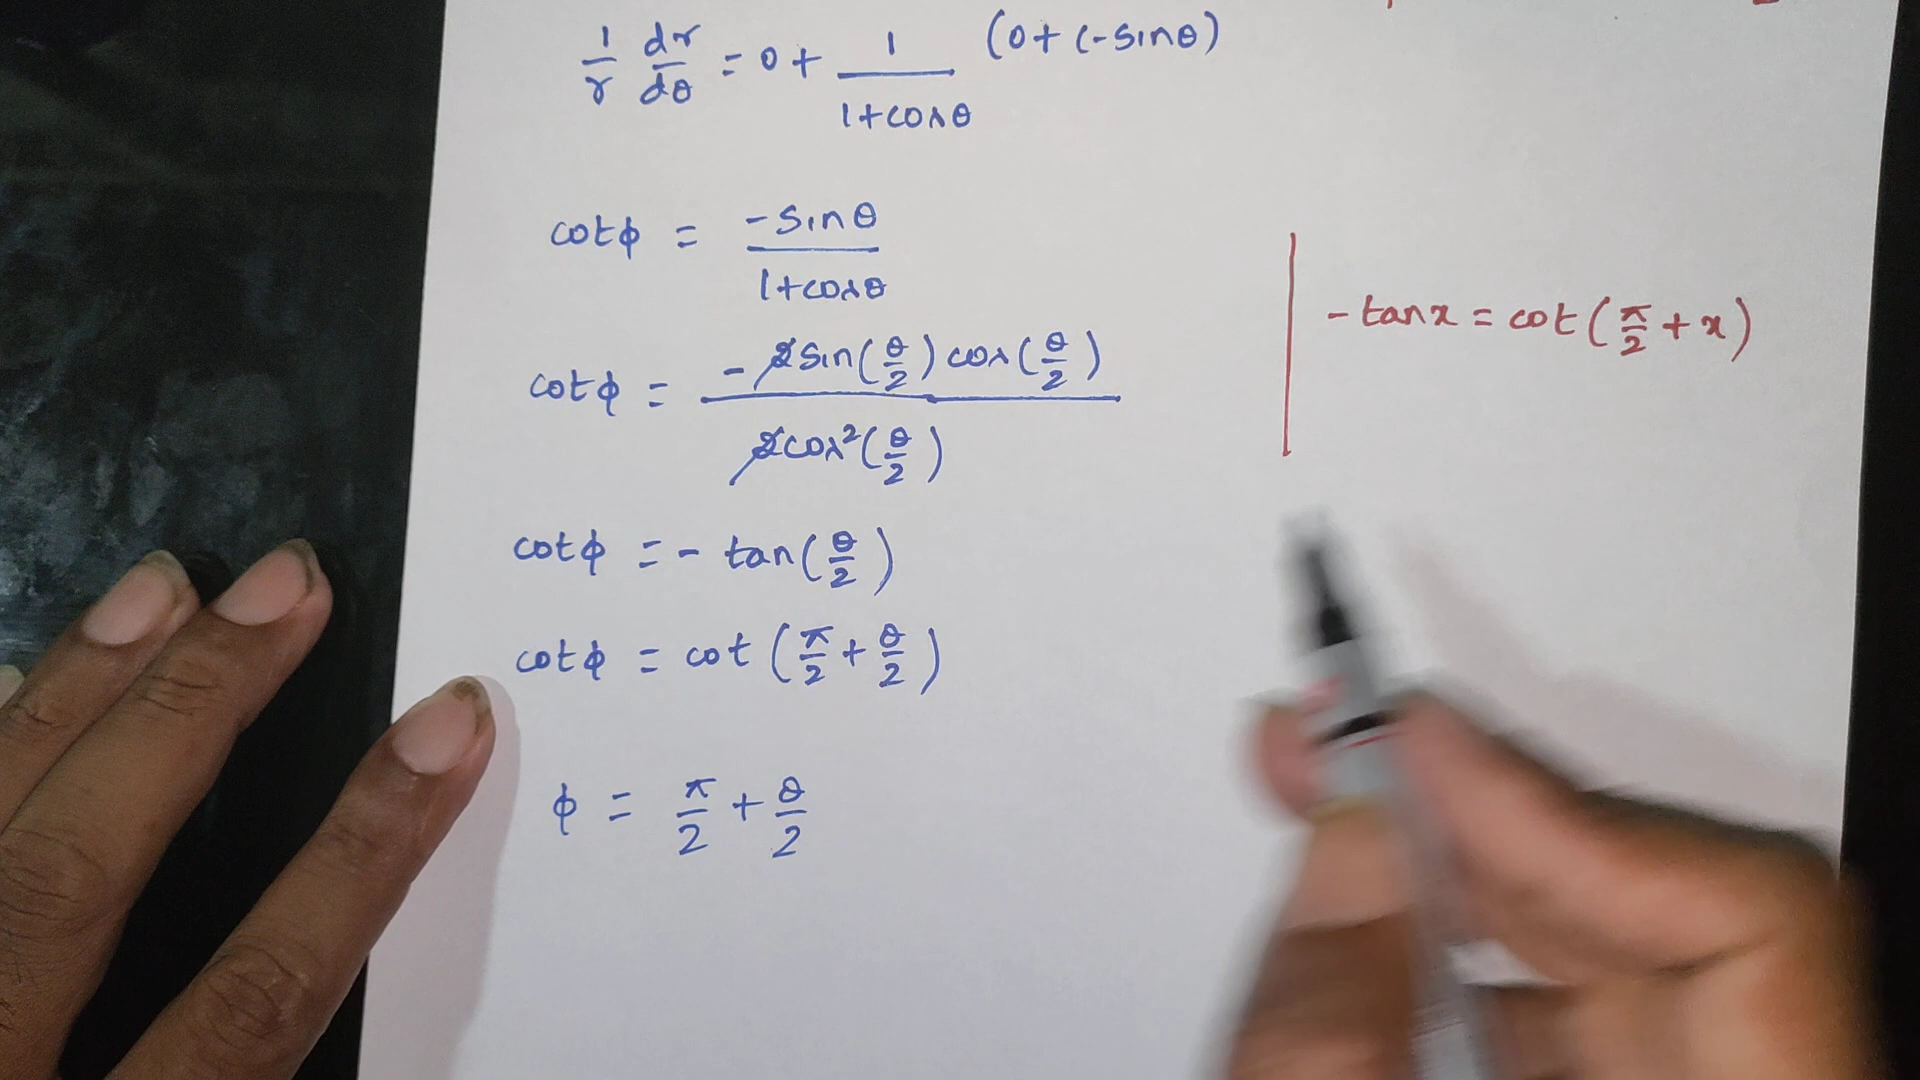 1/r dr/dθ = 0 + 1/(1+cosθ) (0+(-sinθ)
cotϕ = -sinθ/(1+cosθ)
-tanx = cot(π/2 + x)
cotϕ = -2sin(θ/2)cos(θ/2)/2cos²(θ/2)
cotϕ = - tan(θ/2)
cotϕ = cot(π/2 + θ/2)
ϕ = π/2 + θ/2